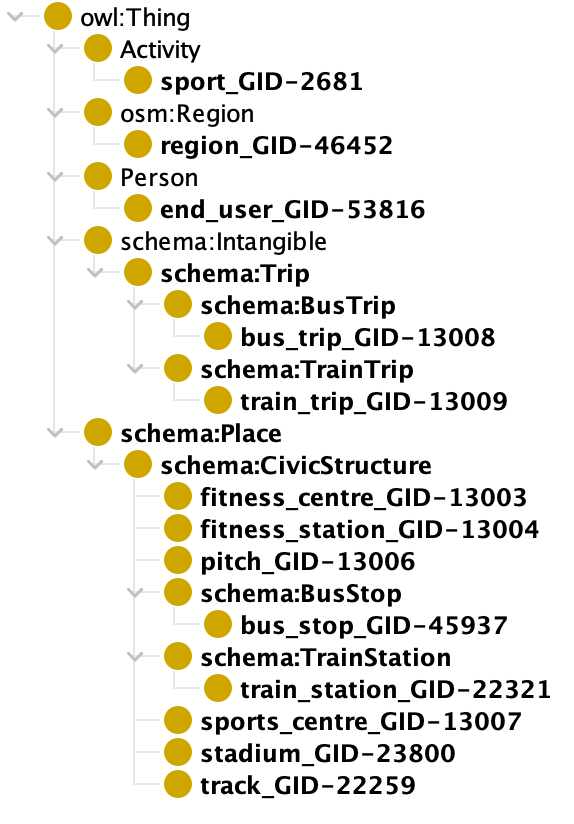 owl:Thing
Activity
sport_GID-2681
osm:Region
region_GID-46452
Person
end_user_GID-53816
schema:Intangible
schema:Trip
schema:BusTrip
bus_trip_GID-13008
schema:TrainTrip
train_trip_GID-13009
schema:Place
schema:CivicStructure
fitness_centre_GID-13003
fitness_station_GID-13004
pitch_GID-13006
schema:BusStop
bus_stop_GID-45937
schema:TrainStation
train_station_GID-22321
sports_centre_GID-13007
stadium_GID-23800
track_GID-22259